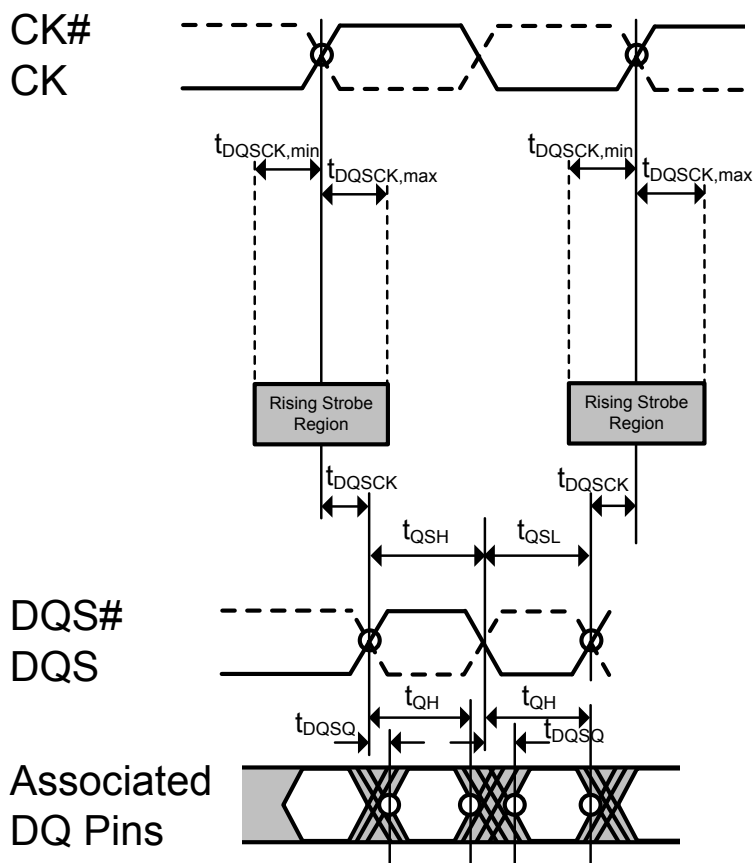 CK#
CK
tDQSCK,min
tDQSCK,max
tDQSCK,min
tDQSCK,max
Rising Strobe
Region
Rising Strobe
Region
tDQSCK
tDQSCK
tQSH
tQSL
DQS#
DQS
tQH
tQH
tDQSQ
tDQSQ
Associated
DQ Pins